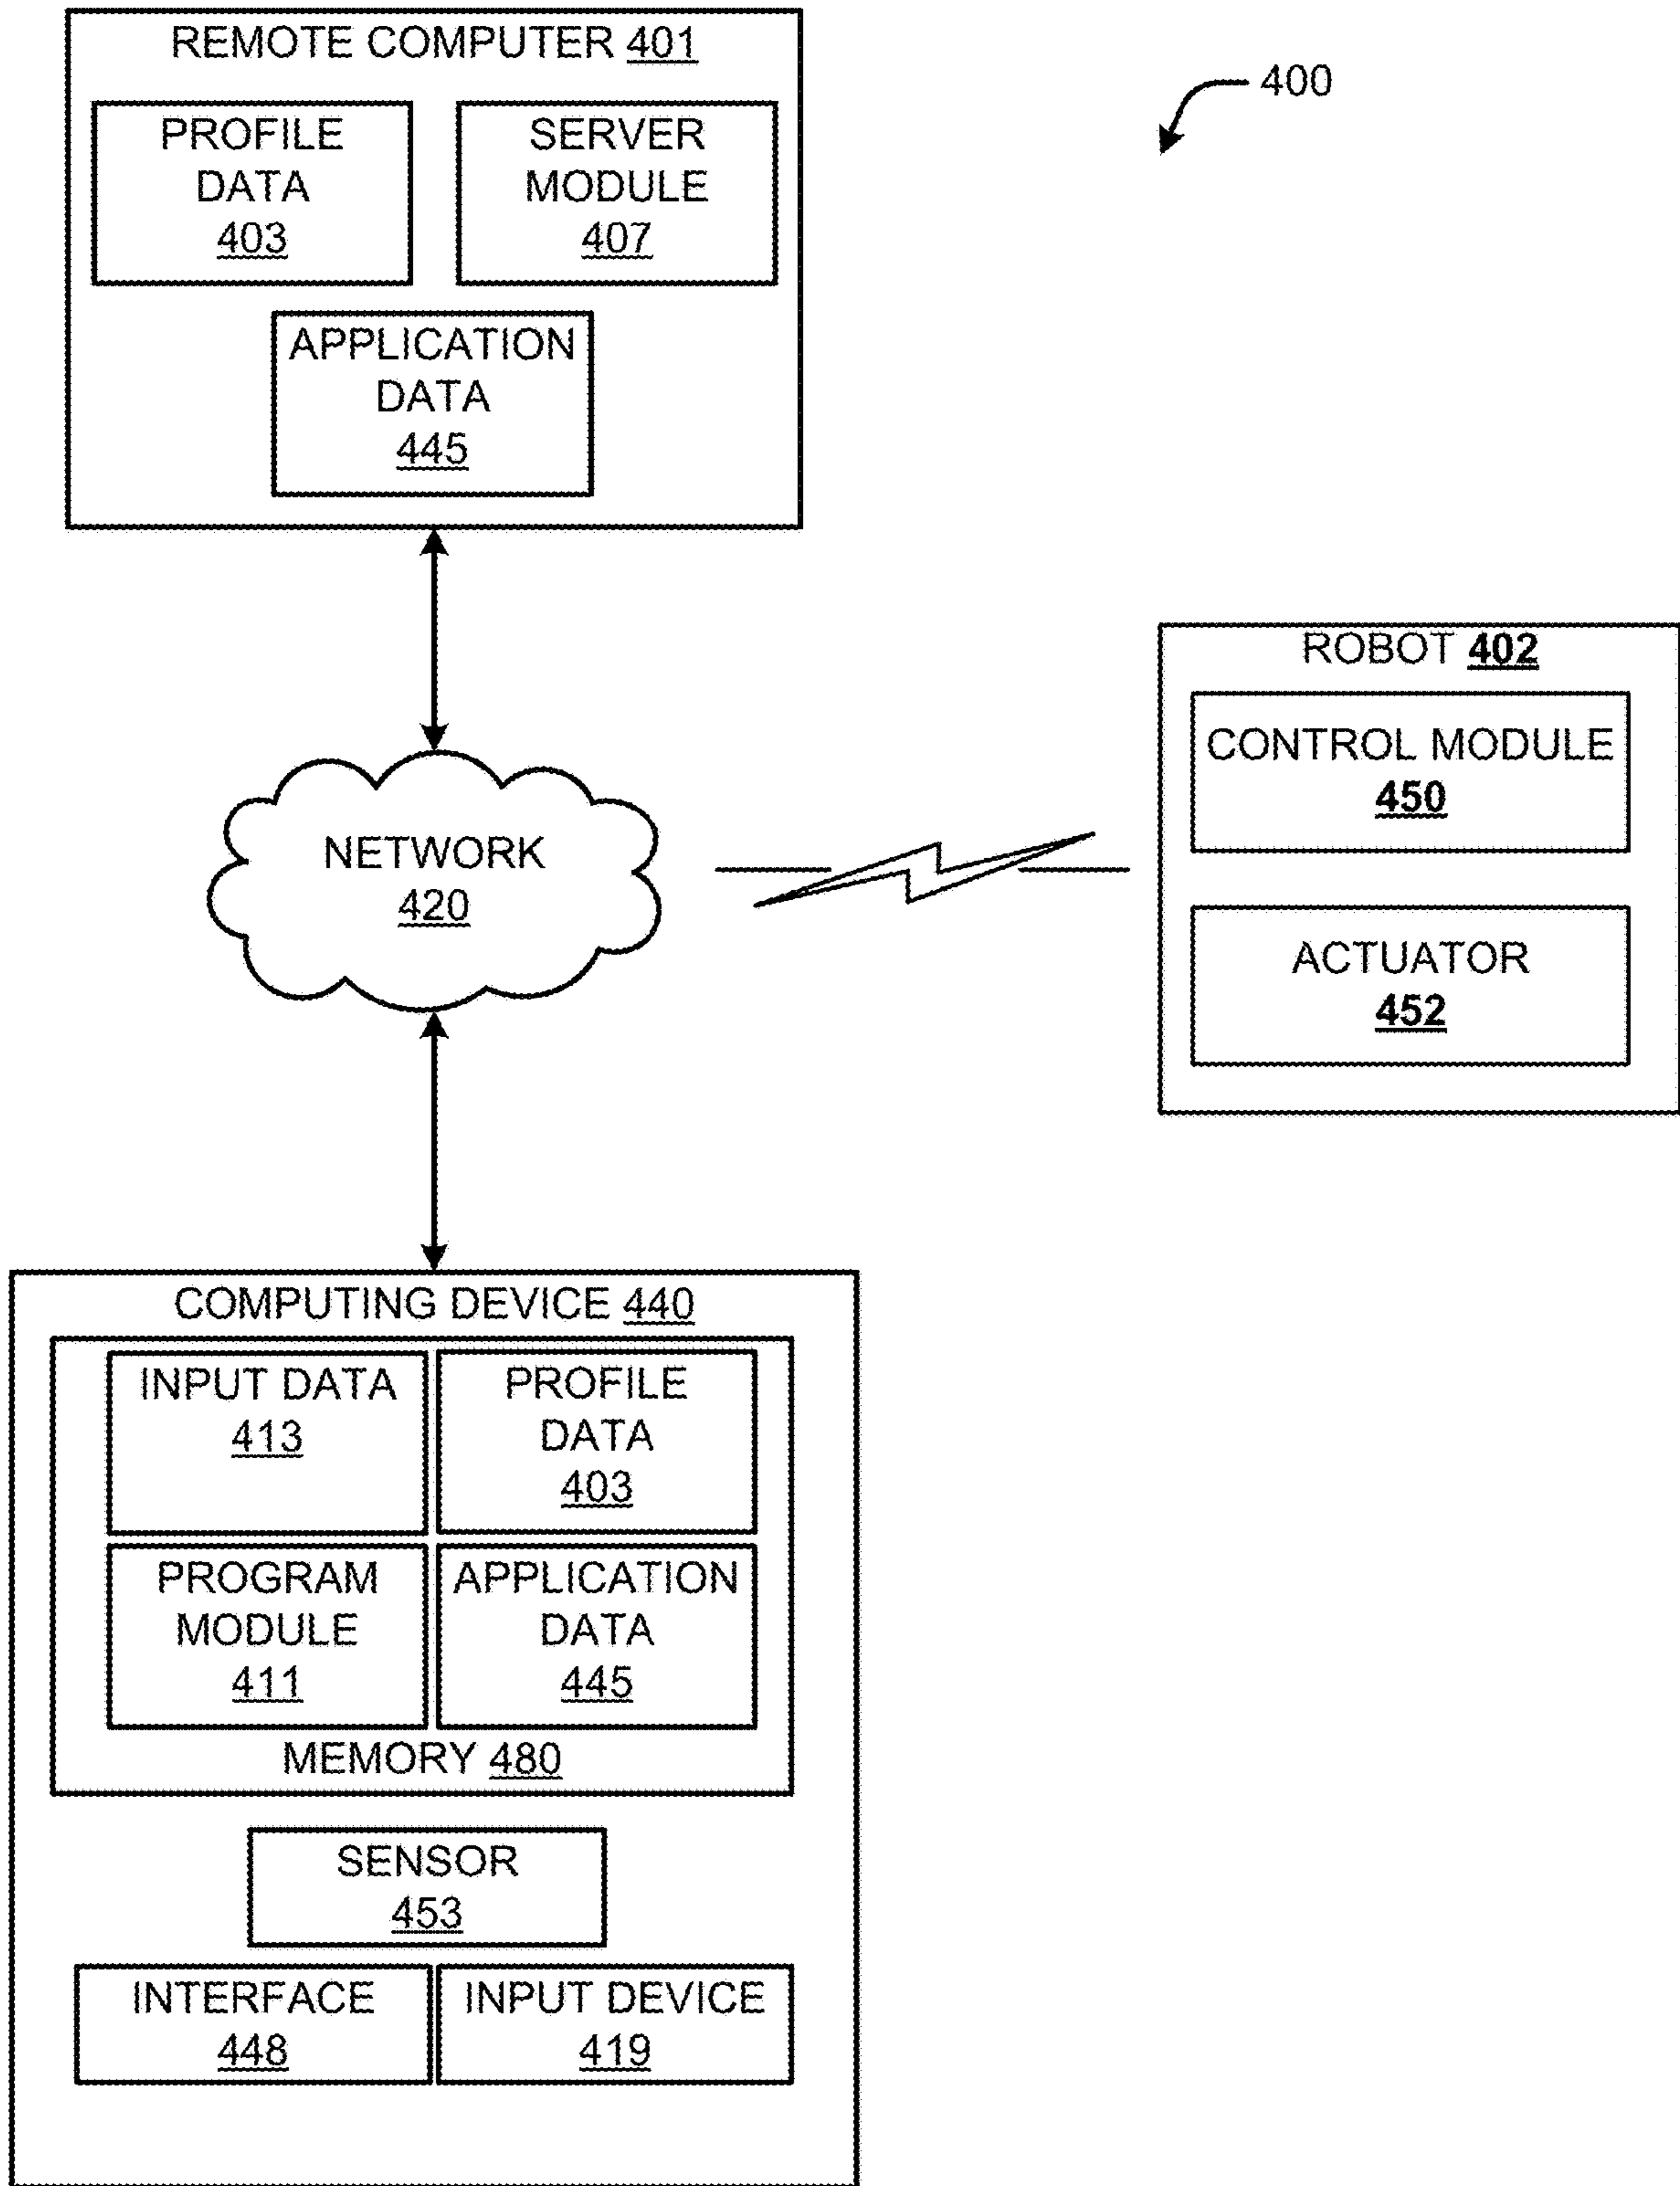 REMOTE COMPUTER 401
PROFILE
DATA
403
SERVER
MODULE
407
APPLICATION
DATA
445
400
ROBOT 402
CONTROL MODULE
450
ACTUATOR
452
NETWORK
420
COMPUTING DEVICE 440
INPUT DATA
413
PROFILE
DATA
403
PROGRAM
MODULE
411
APPLICATION
DATA
445
MEMORY 480
SENSOR
453
INTERFACE
448
INPUT DEVICE
419